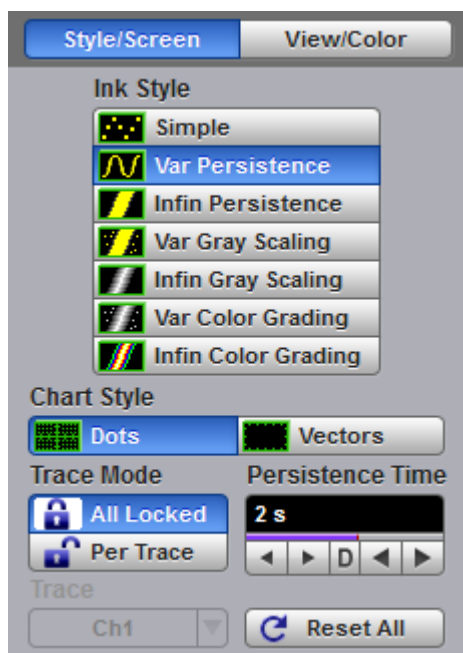 Style/Screen View/Color
Ink Style
Simple
Var Persistence
Infin Persistence
Var Gray Scaling
Infin Gray Scaling
Var Color Grading
Infin Color Grading
Chart Style
Dots Vectors
Trace Mode Persistence Time
All Locked 2 s
Per Trace D
Trace
Ch1 Reset All